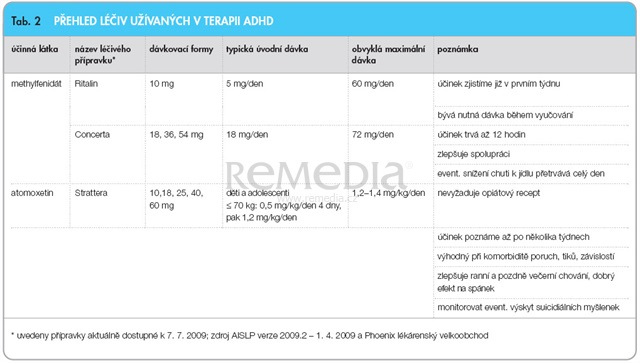 Tab. 2 PŘEHLED LÉČIV UŽÍVANÝCH V TERAPII ADHD
účinná látka název léčivého přípravku* dávkovací formy typická úvodní dávka obvyklá maximální dávka poznámka
methylfenidát Ritalin 10 mg 5 mg/den 60 mg/den účinek zjistíme již v prvním týdnu
bývá nutná dávka během vyučování
Concerta 18, 36, 54 mg 18 mg/den 72 mg/den účinek trvá až 12 hodin
zlepšuje spolupráci
event. snížení chuti k jídlu přetrvává celý den
REMEDIA®
www.remedia.cz
atomoxetin Strattera 10,18, 25, 40, 60 mg děti a adolescenti ≤ 70 kg: 0,5 mg/kg/den 4 dny, pak 1,2 mg/kg/den 1,2–1,4 mg/kg/den nevyžaduje opiátový recept
účinek poznáme až po několika týdnech
výhodný při komorbiditě poruch, tiků, závislostí
zlepšuje ranní a pozdně večerní chování, dobrý
efekt na spánek
monitorovat event. výskyt suicidiálních myšlenek
* uvedeny přípravky aktuálně dostupné k 7. 7. 2009; zdroj AISLP verze 2009.2 – 1. 4. 2009 a Phoenix lékárenský velkoobchod